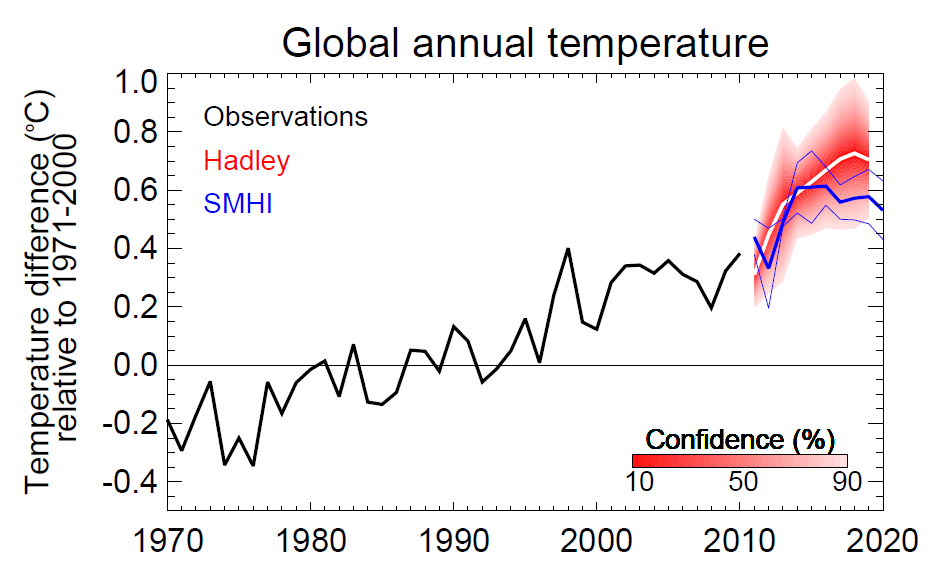 Global annual temperature
Temperature difference (°C)
relative to 1971-2000
1.0
0.8
0.6
0.4
0.2
0.0
-0.2
-0.4
Observations
Hadley
SMHI
Confidence (%)
10 50 90
1970 1980 1990 2000 2010 2020